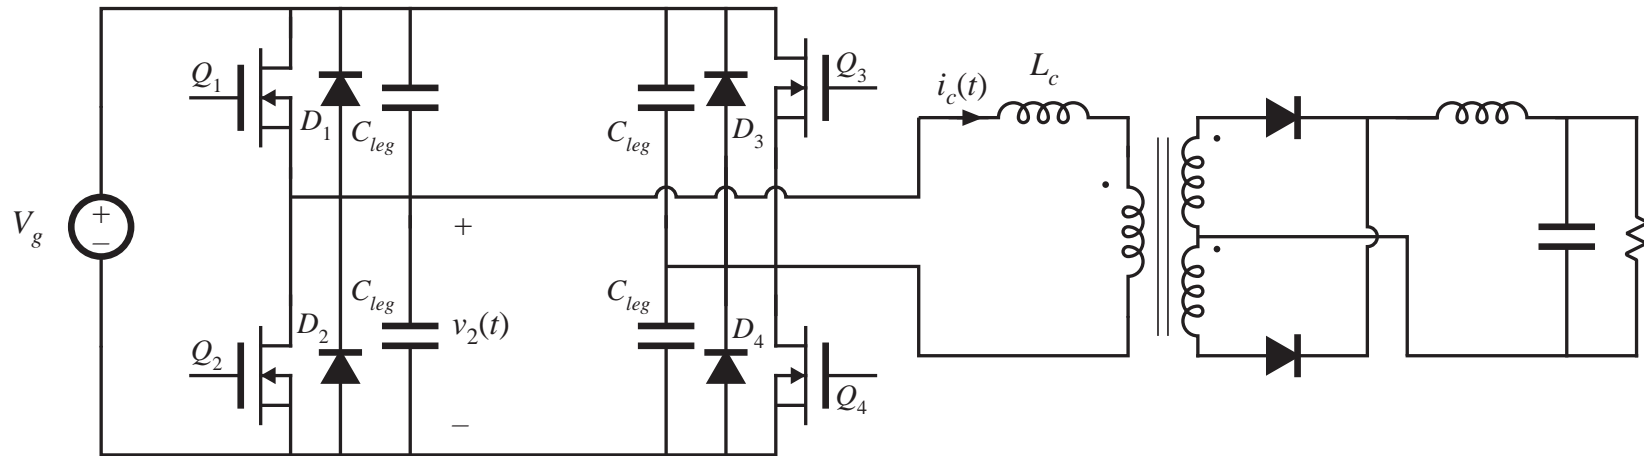 Q1
D1
Cleg
Cleg
D3
Q3
ic(t)
Lc
Vg
+
−
+
Q2
D2
Cleg
v2(t)
Cleg
D4
Q4
−